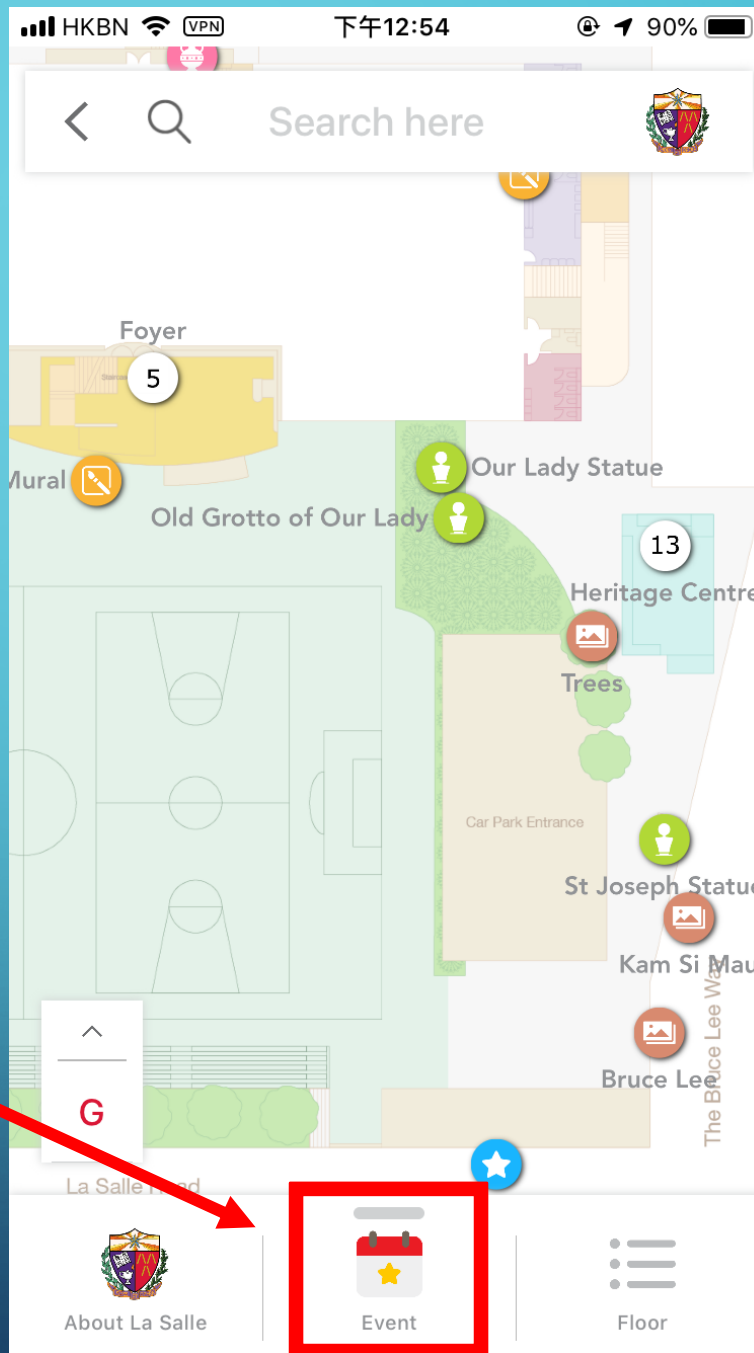 HKBN VPN 下午12:54 90%
Search here
Foyer
5
Mural
Our Lady Statue
Old Grotto of Our Lady
13
Heritage Centre
Trees
Car Park Entrance
St Joseph Statue
Kam Si Mau
The Bruce Lee Way
Bruce Lee
G
La Salle Road
About La Salle
Event
Floor